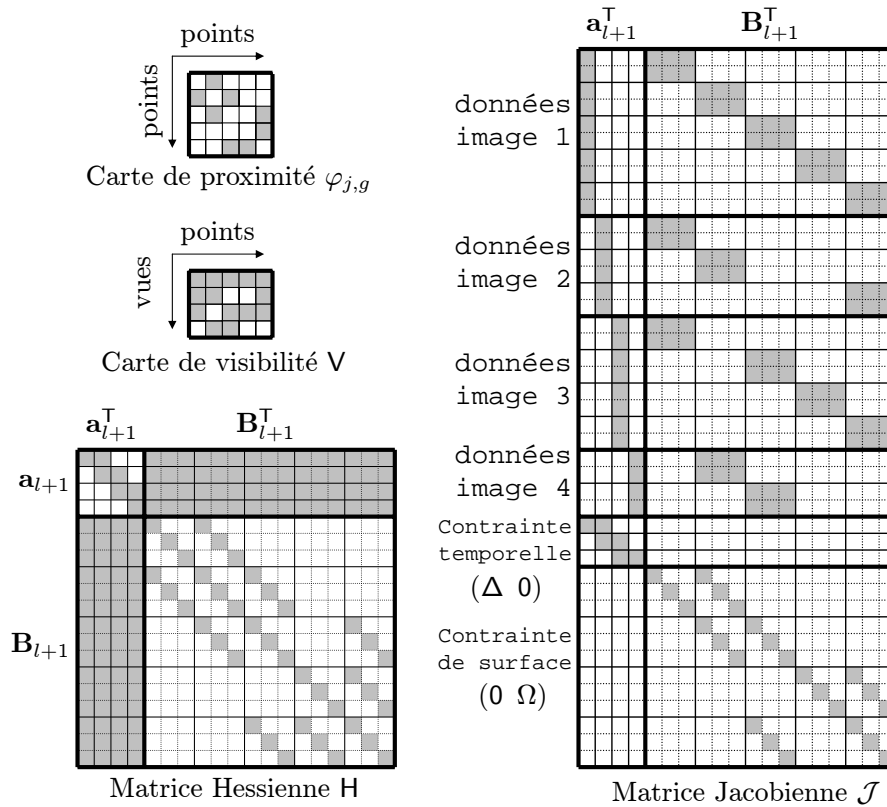 points
points
Carte de proximité φ_{j,g}
points
vues
Carte de visibilité V
a^T_{l+1} B^T_{l+1}
a_{l+1}
B_{l+1}
Matrice Hessienne H
a^T_{l+1} B^T_{l+1}
données
image 1
données
image 2
données
image 3
données
image 4
Contrainte
temporelle
(Δ 0)
Contrainte
de surface
(0 Ω)
Matrice Jacobienne 𝒥